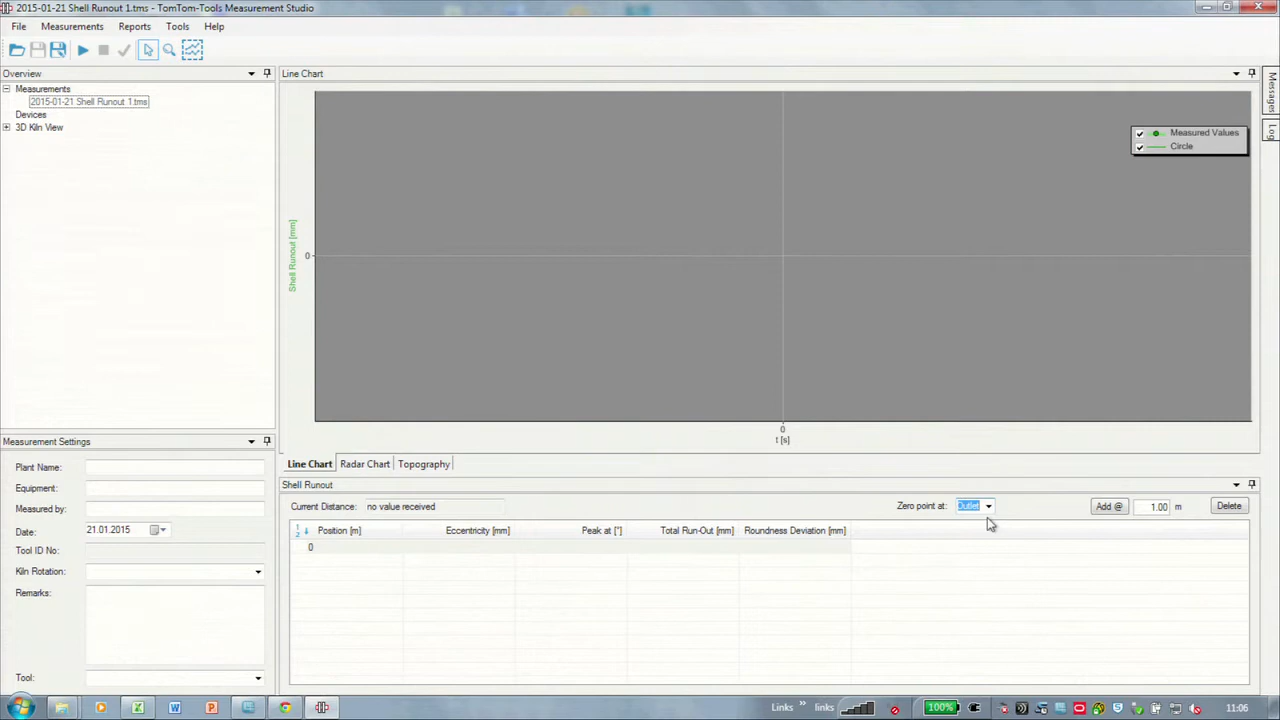 2015-01-21 Shell Runout 1.tms - TomTom-Tools Measurement Studio
File Measurements Reports Tools Help
Overview
Measurements
2015-01-21 Shell Runout 1.tms
Devices
3D Kiln View
Line Chart
Measured Values
Circle
Shell Runout [mm]
0
0
t [s]
Messages
Log
Line Chart Radar Chart Topography
Measurement Settings
Plant Name:
Equipment:
Measured by:
Date: 21.01.2015
Tool ID No:
Kiln Rotation:
Remarks:
Tool:
Shell Runout
Current Distance: no value received Zero point at: Outlet Add @ 1.00 m Delete
1 2 Position [m] Eccentricity [mm] Peak at [°] Total Run-Out [mm] Roundness Deviation [mm]
0
Links » links 100% 11:06